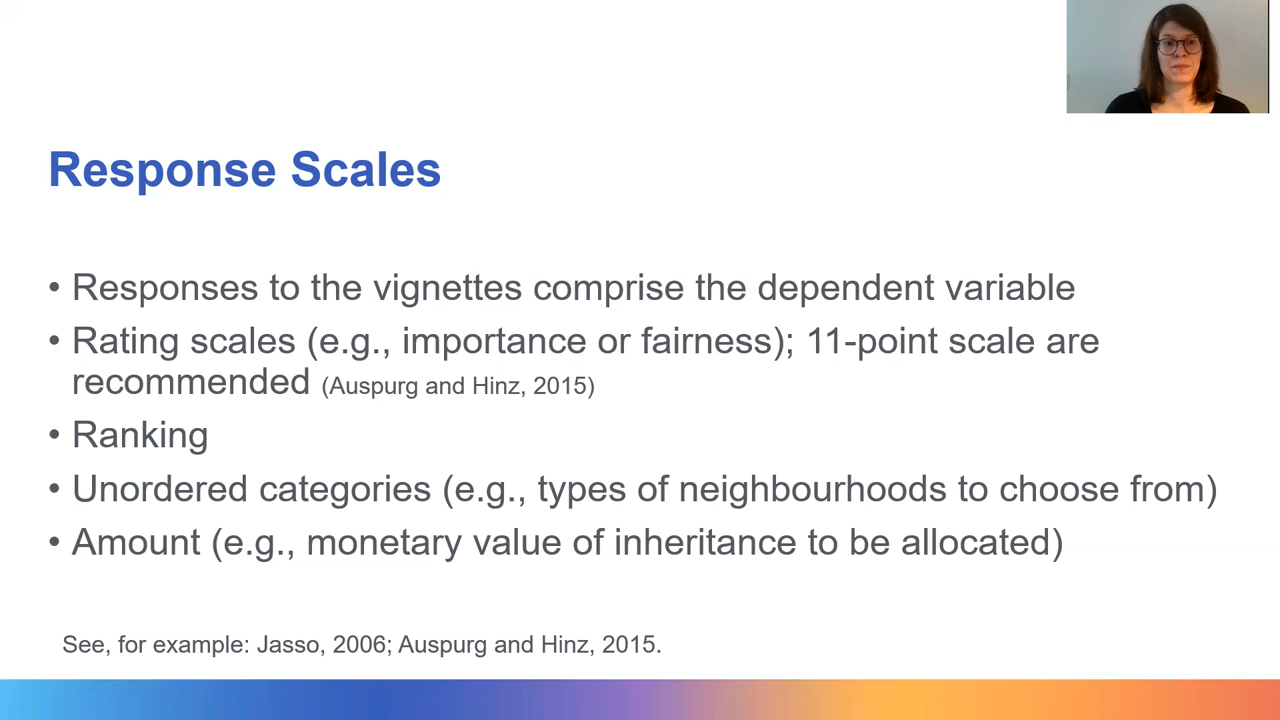 Response Scales
• Responses to the vignettes comprise the dependent variable
• Rating scales (e.g., importance or fairness); 11-point scale are
recommended (Auspurg and Hinz, 2015)
• Ranking
• Unordered categories (e.g., types of neighbourhoods to choose from)
• Amount (e.g., monetary value of inheritance to be allocated)
See, for example: Jasso, 2006; Auspurg and Hinz, 2015.